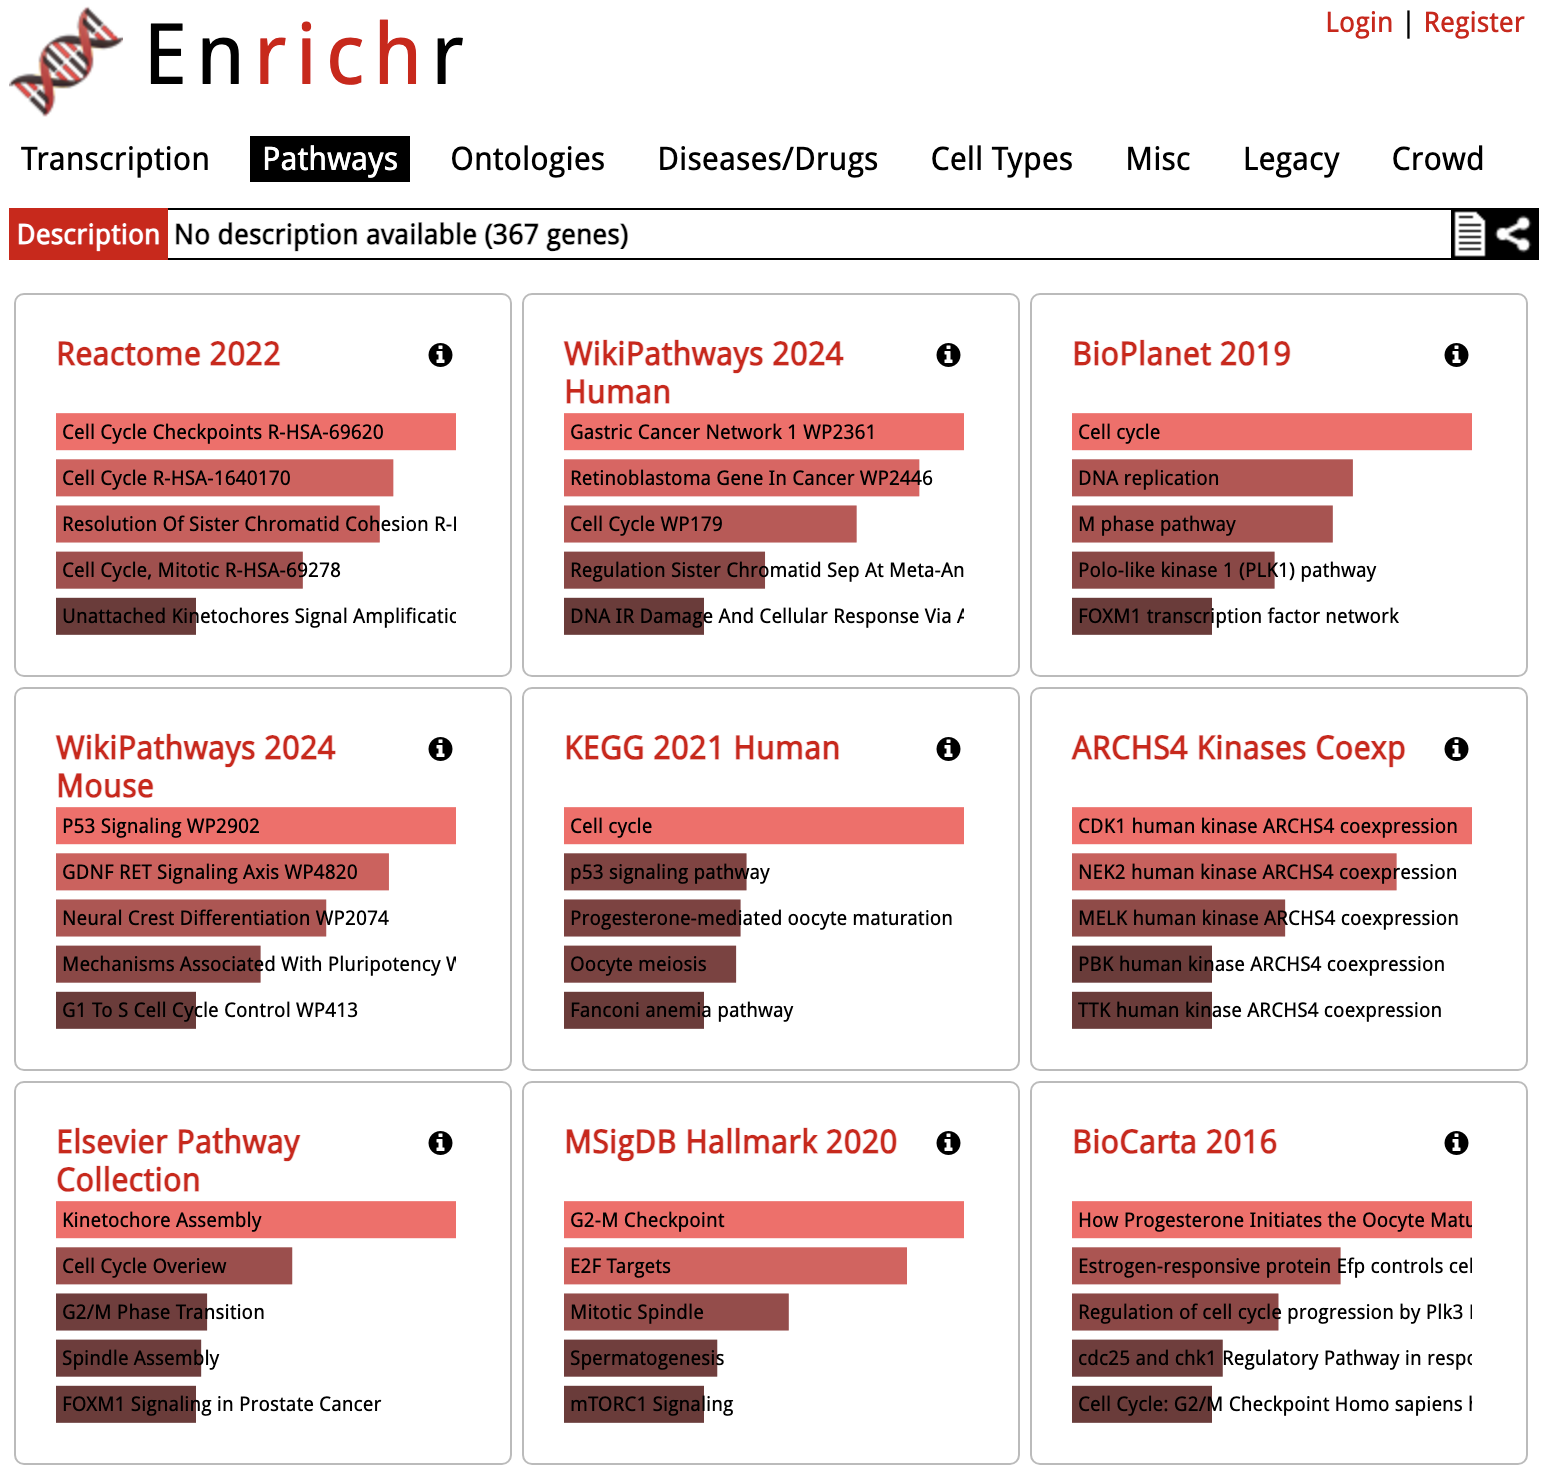 Enrichr
Login | Register
Transcription Pathways Ontologies Diseases/Drugs Cell Types Misc Legacy Crowd
Description No description available (367 genes)
Reactome 2022
Cell Cycle Checkpoints R-HSA-69620
Cell Cycle R-HSA-1640170
Resolution Of Sister Chromatid Cohesion
Cell Cycle, Mitotic R-HSA-69278
Unattached Kinetochores Signal
WikiPathways 2024
Human
Gastric Cancer Network 1 WP2361
Retinoblastoma Gene In Cancer WP2446
Cell Cycle WP179
Regulation Sister Chromatid Sep At Meta-An
DNA IR Damage And Cellular Response Via
BioPlanet 2019
Cell cycle
DNA replication
M phase pathway
Polo-like kinase 1 (PLK1) pathway
FOXM1 transcription factor network
WikiPathways 2024
Mouse
P53 Signaling WP2902
GDNF RET Signaling Axis WP4820
Neural Crest Differentiation WP2074
Mechanisms Associated With Pluripotency
G1 To S Cell Cycle Control WP413
KEGG 2021 Human
Cell cycle
p53 signaling pathway
Progesterone-mediated oocyte maturation
Oocyte meiosis
Fanconi anemia pathway
ARCHS4 Kinases Coexp
CDK1 human kinase ARCHS4 coexpression
NEK2 human kinase ARCHS4 coexpression
MELK human kinase ARCHS4 coexpression
PBK human kinase ARCHS4 coexpression
TTK human kinase ARCHS4 coexpression
Elsevier Pathway
Collection
Kinetochore Assembly
Cell Cycle Overiew
G2/M Phase Transition
Spindle Assembly
FOXM1 Signaling in Prostate Cancer
MSigDB Hallmark 2020
G2-M Checkpoint
E2F Targets
Mitotic Spindle
Spermatogenesis
mTORC1 Signaling
BioCarta 2016
How Progesterone Initiates the Oocyte Matu
Estrogen-responsive protein Efp controls cel
Regulation of cell cycle progression by Plk3
cdc25 and chk1 Regulatory Pathway in respo
Cell Cycle: G2/M Checkpoint Homo sapiens